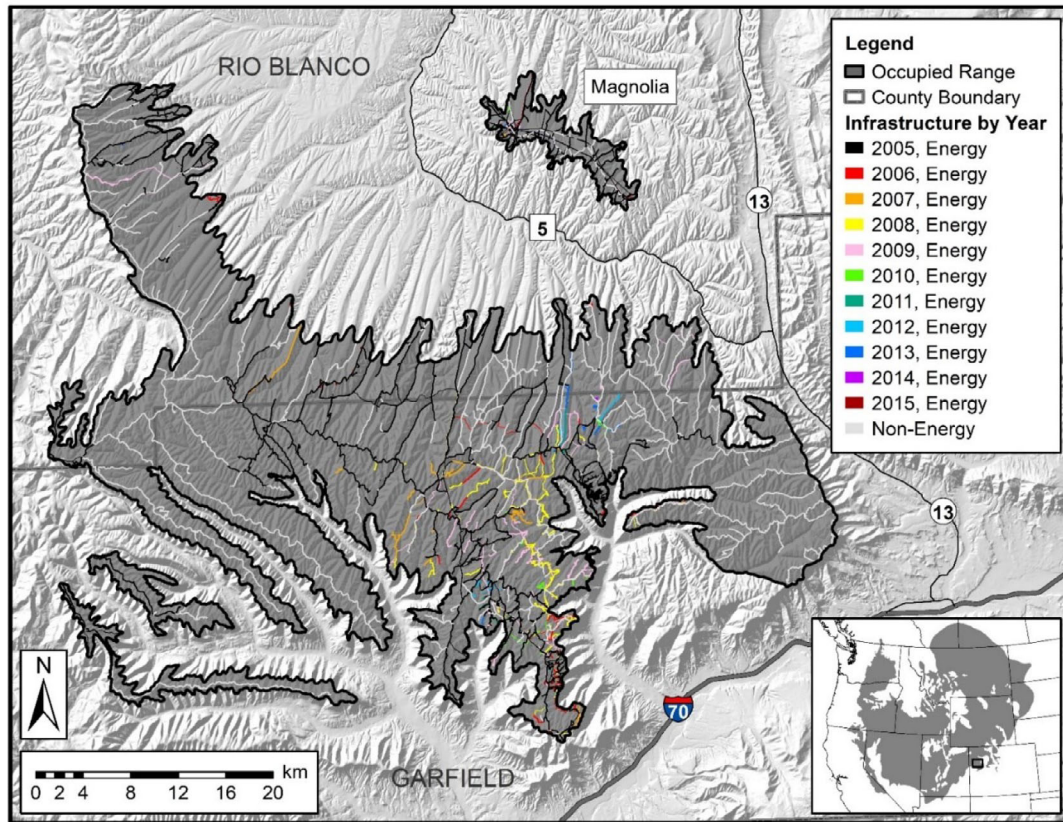 RIO BLANCO
Magnolia
5
13
13
70
GARFIELD
N
km
0 2 4 8 12 16 20
Legend
Occupied Range
County Boundary
Infrastructure by Year
2005, Energy
2006, Energy
2007, Energy
2008, Energy
2009, Energy
2010, Energy
2011, Energy
2012, Energy
2013, Energy
2014, Energy
2015, Energy
Non-Energy